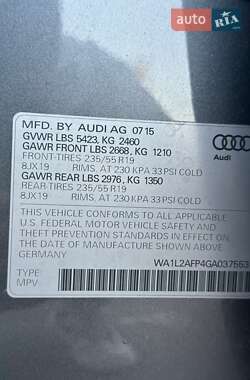 auto RIA .com
MFD. BY AUDI AG 07/15
GVWR LBS 5423, KG 2460
GAWR FRONT LBS 2668, KG 1210
FRONT-TIRES 235/55 R19
8JX19 RIMS, AT 230 KPA 33 PSI COLD
GAWR REAR LBS 2976, KG 1350
REAR-TIRES 235/55 R19
8JX19 RIMS, AT 230 KPA 33 PSI COLD
Audi
THIS VEHICLE CONFORMS TO ALL APPLICABLE
U.S. FEDERAL MOTOR VEHICLE SAFETY
STANDARDS IN EFFECT ON THE DATE OF
MANUFACTURE SHOWN ABOVE
GERMANY
WA1L2AFP4GA037553
TYPE:
MPV